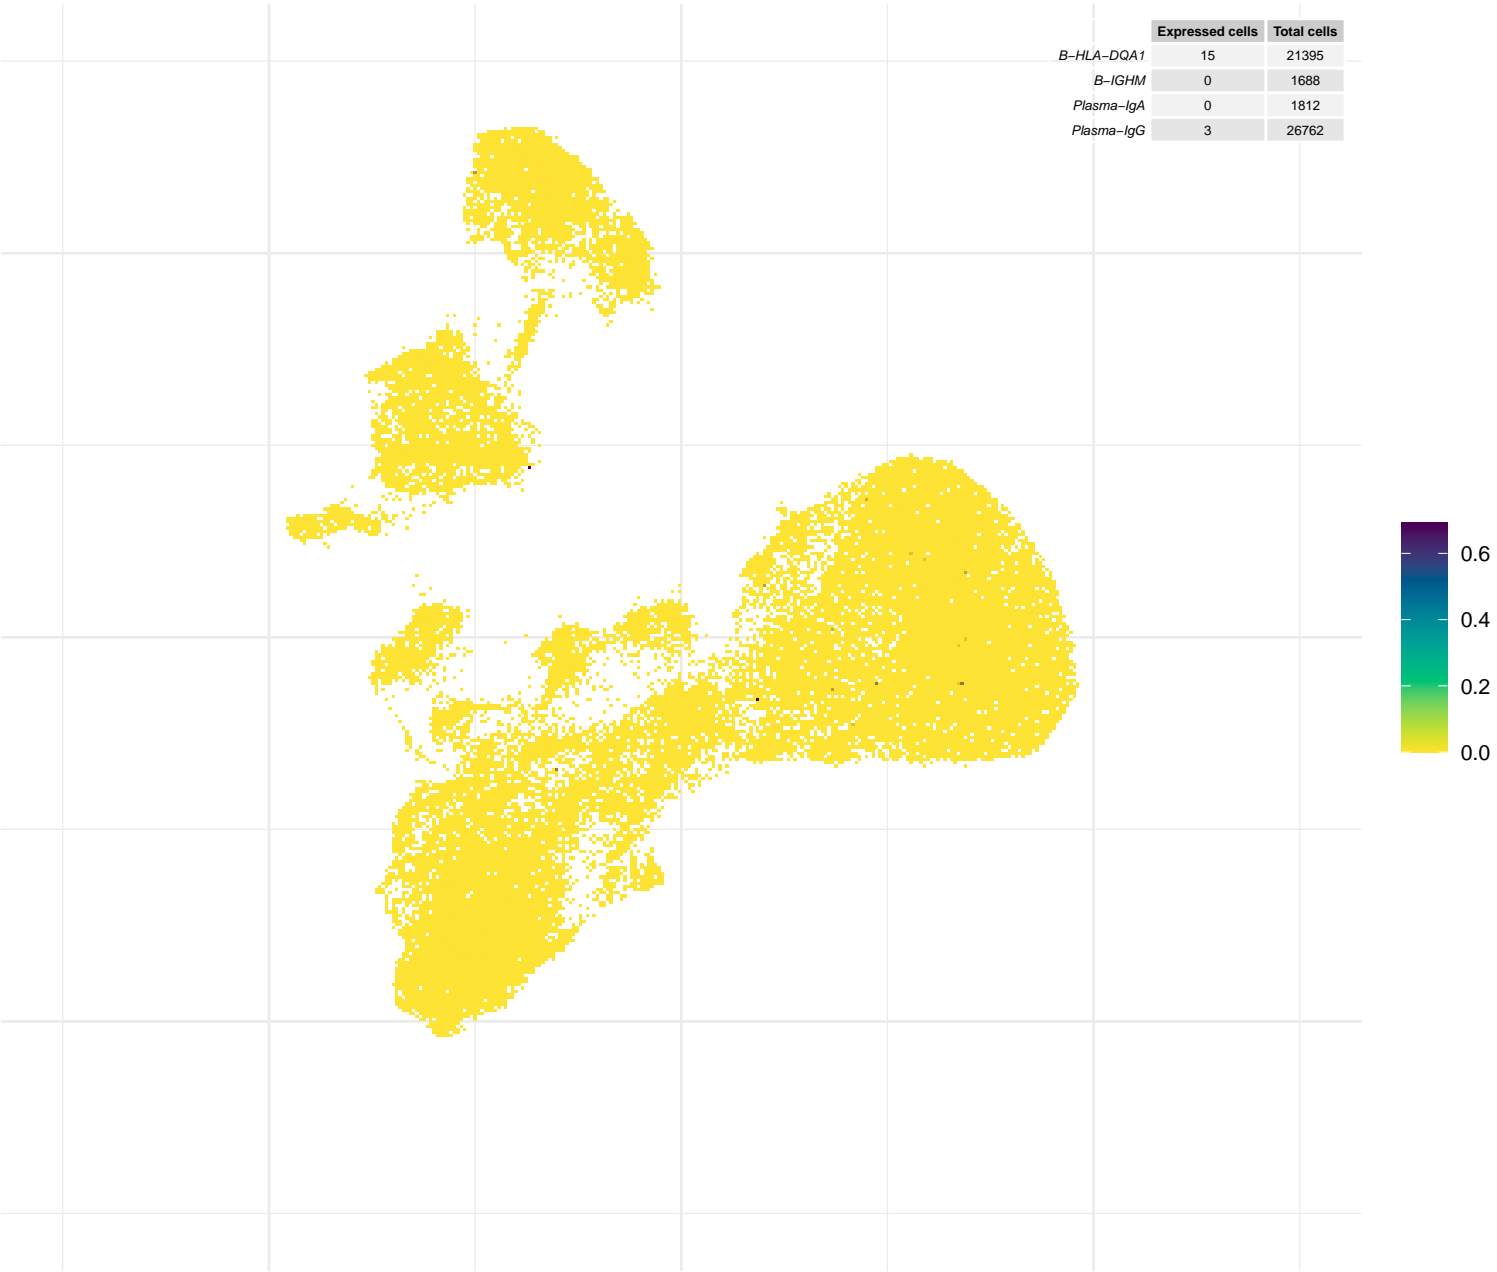 Expressed cells Total cells
B−HLA−DQA1 15 21395
B−IGHM 0 1688
Plasma−IgA 0 1812
Plasma−IgG 3 26762
0.6
0.4
0.2
0.0